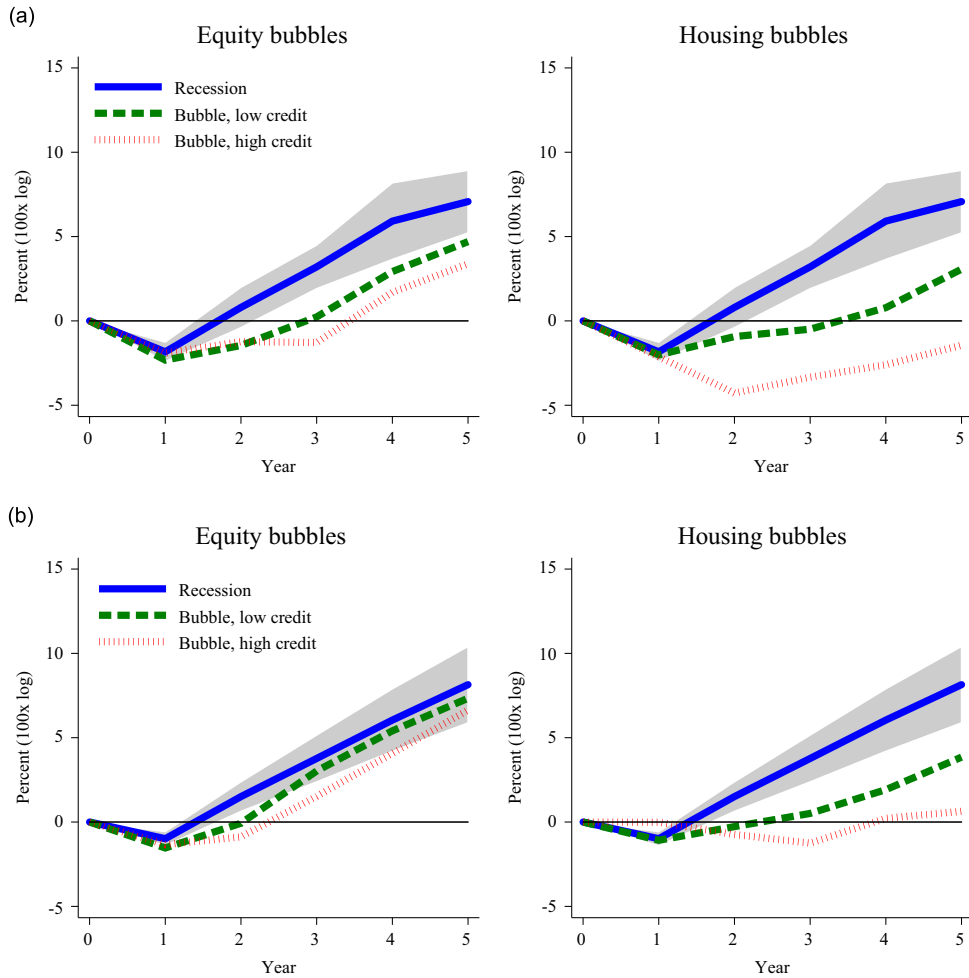 (a)
Equity bubbles
15
10
5
0
-5
Percent (100x log)
Recession
Bubble, low credit
Bubble, high credit
0 1 2 3 4 5
Year
Housing bubbles
15
10
5
0
-5
Percent (100x log)
0 1 2 3 4 5
Year
(b)
Equity bubbles
15
10
5
0
-5
Percent (100x log)
Recession
Bubble, low credit
Bubble, high credit
0 1 2 3 4 5
Year
Housing bubbles
15
10
5
0
-5
Percent (100x log)
0 1 2 3 4 5
Year